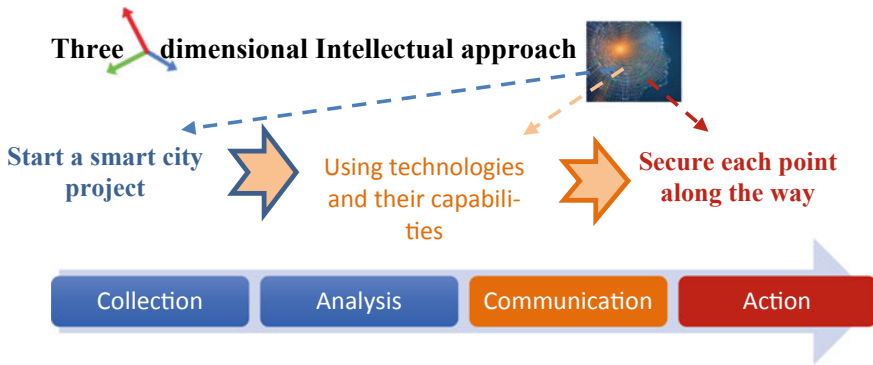 Three dimensional Intellectual approach
Start a smart city
project
Using technologies
and their capabili-
ties
Secure each point
along the way
Collection
Analysis
Communication
Action